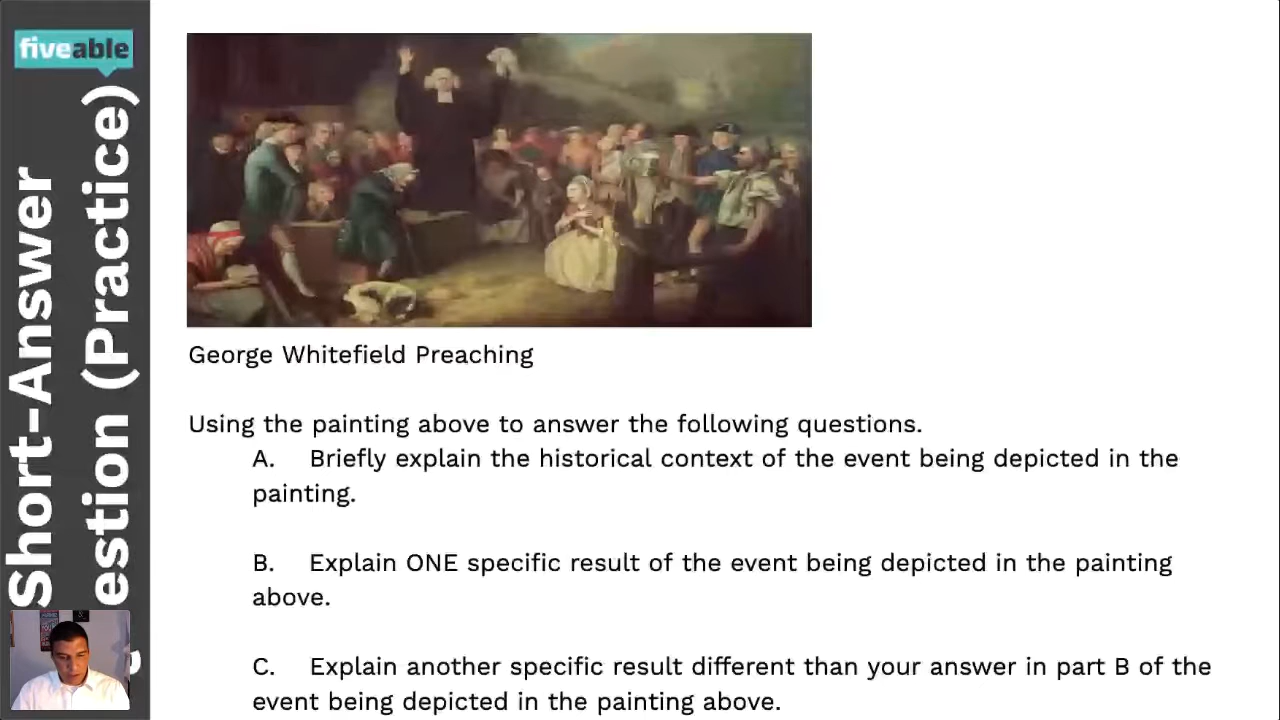 fiveable
Short-Answer
estion (Practice)
George Whitefield Preaching
Using the painting above to answer the following questions.
A. Briefly explain the historical context of the event being depicted in the
painting.
B. Explain ONE specific result of the event being depicted in the painting
above.
C. Explain another specific result different than your answer in part B of the
event being depicted in the painting above.